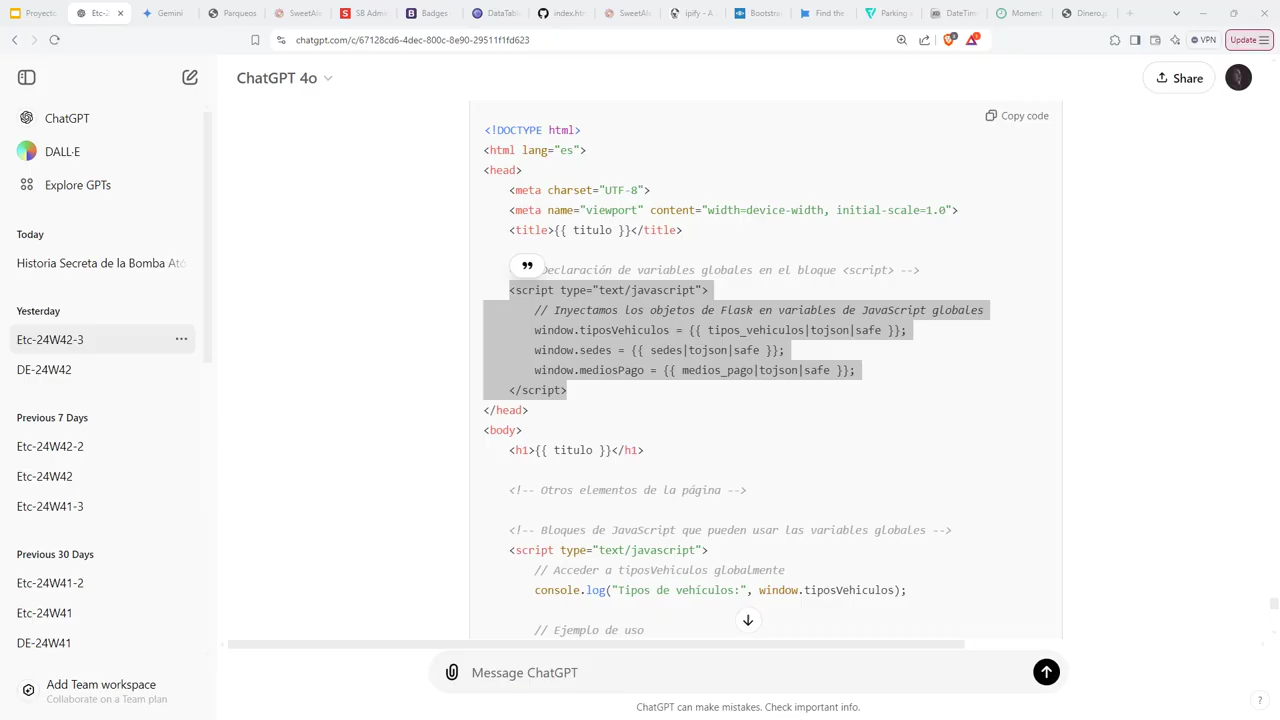 Proyecto
Etc-2
Gemini
Parqueos
SweetAle
SB Admi
Badges
DataTabl
index.htm
SweetAle
ipify - A
Bootstra
Find the
Parking a
DateTim
Moment
Dinero.js
chatgpt.com/c/67128cd6-4dec-800c-8e90-29511f1fd623
VPN
Update
ChatGPT 4o
Share
ChatGPT
DALL·E
Explore GPTs
Today
Historia Secreta de la Bomba Ató
Yesterday
Etc-24W42-3
DE-24W42
Previous 7 Days
Etc-24W42-2
Etc-24W42
Etc-24W41-3
Previous 30 Days
Etc-24W41-2
Etc-24W41
DE-24W41
Add Team workspace
Collaborate on a Team plan
Copy code
<!DOCTYPE html>
<html lang="es">
<head>
<meta charset="UTF-8">
<meta name="viewport" content="width=device-width, initial-scale=1.0">
<title>{{ titulo }}</title>
Declaración de variables globales en el bloque <script> -->
<script type="text/javascript">
// Inyectamos los objetos de Flask en variables de JavaScript globales
window.tiposVehiculos = {{ tipos_vehiculos|tojson|safe }};
window.sedes = {{ sedes|tojson|safe }};
window.mediosPago = {{ medios_pago|tojson|safe }};
</script>
</head>
<body>
<h1>{{ titulo }}</h1>
<!-- Otros elementos de la página -->
<!-- Bloques de JavaScript que pueden usar las variables globales -->
<script type="text/javascript">
// Acceder a tiposVehiculos globalmente
console.log("Tipos de vehículos:", window.tiposVehiculos);
// Ejemplo de uso
Message ChatGPT
ChatGPT can make mistakes. Check important info.
?